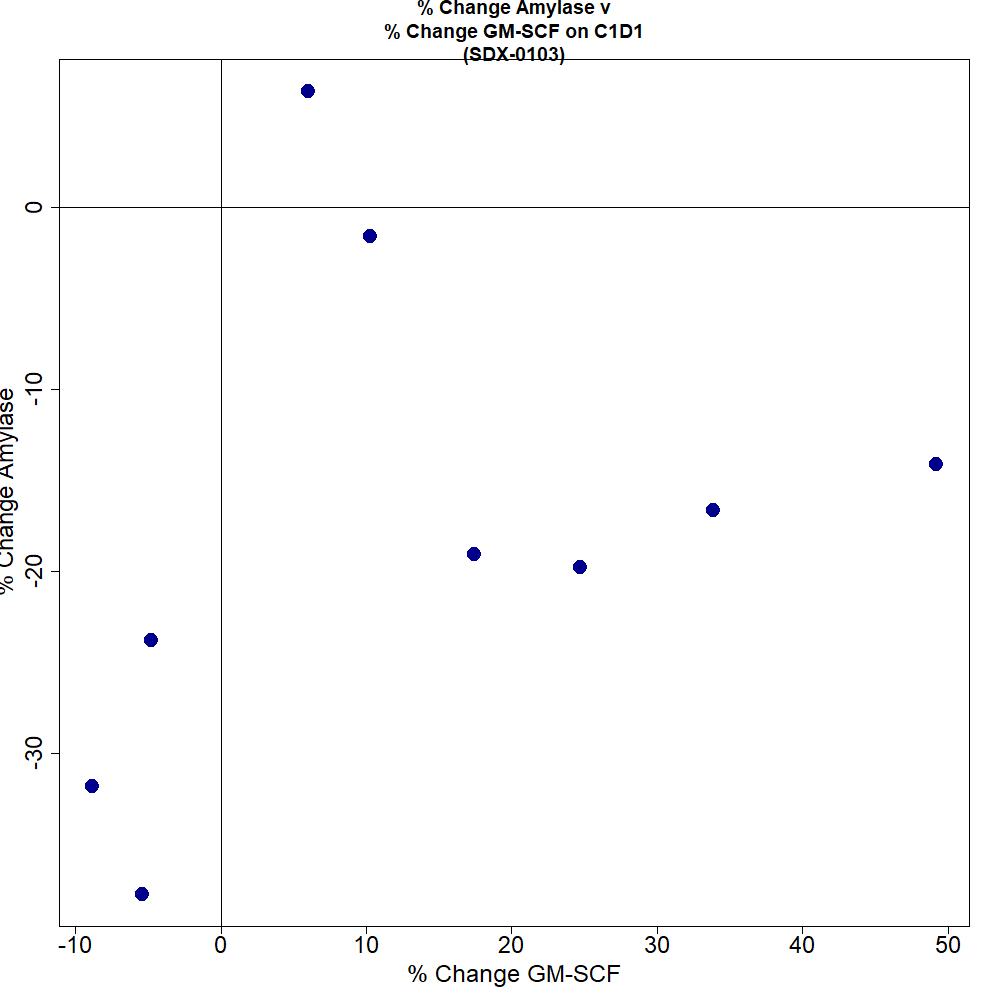 % Change Amylase v
% Change GM-SCF on C1D1
(SDX-0103)
% Change Amylase
0
-10
-20
-30
-10 0 10 20 30 40 50
% Change GM-SCF